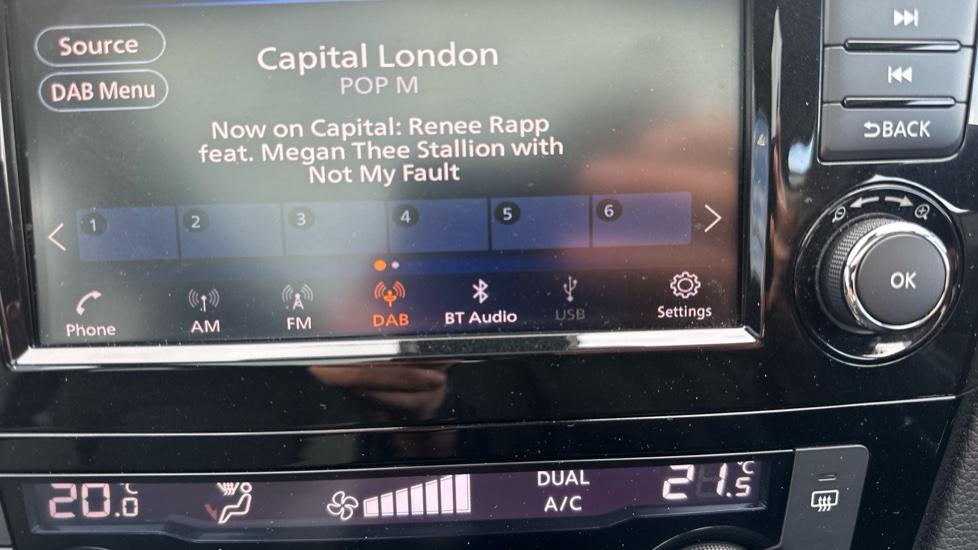 Source
Capital London
POP M
DAB Menu
Now on Capital: Renee Rapp
feat. Megan Thee Stallion with
Not My Fault
1 2 3 4 5 6
Phone AM FM DAB BT Audio USB Settings
BACK
OK
20.0°C DUAL A/C 21.5°C